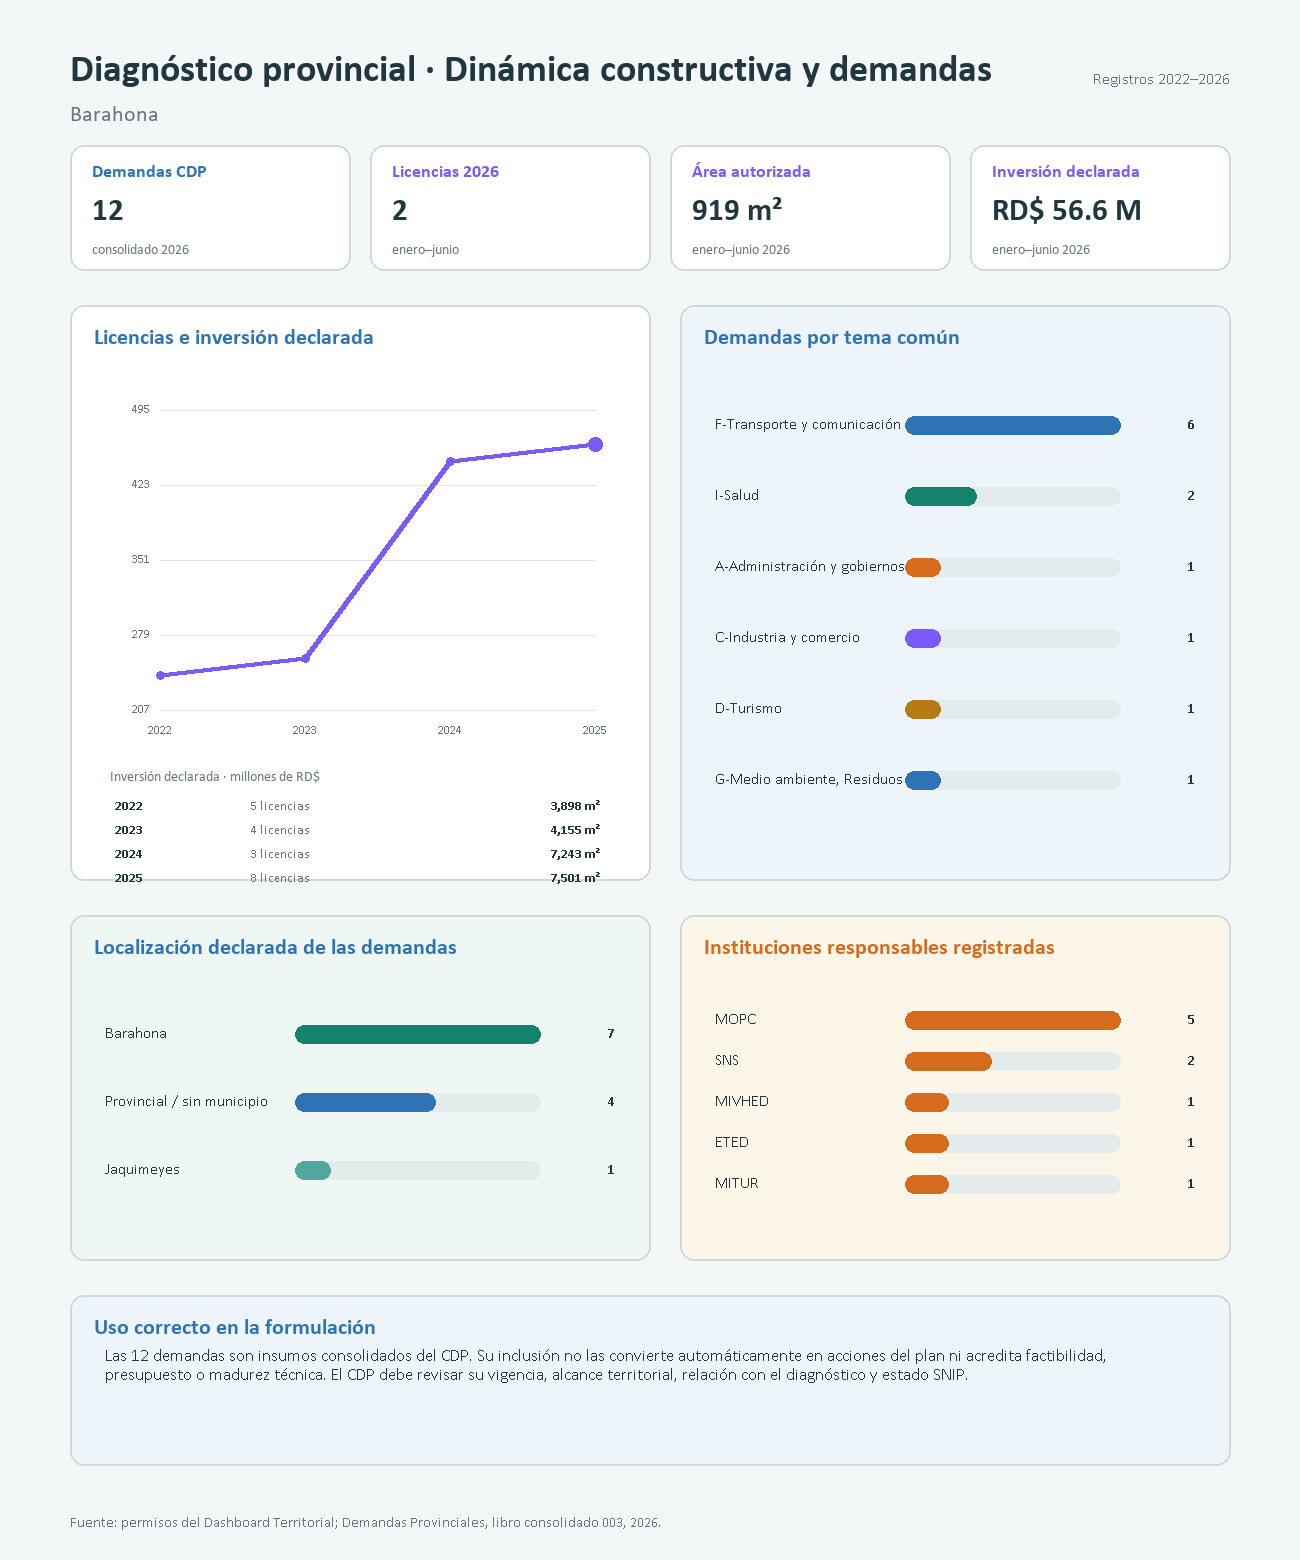 Diagnóstico provincial · Dinámica constructiva y demandas
Registros 2022–2026
Barahona
Demandas CDP
12
consolidado 2026
Licencias 2026
2
enero–junio
Área autorizada
919 m²
enero–junio 2026
Inversión declarada
RD$ 56.6 M
enero–junio 2026
Licencias e inversión declarada
495
423
351
279
207
2022 2023 2024 2025
Inversión declarada · millones de RD$
2022 5 licencias 3,898 m²
2023 4 licencias 4,155 m²
2024 3 licencias 7,243 m²
2025 8 licencias 7,501 m²
Demandas por tema común
F-Transporte y comunicación 6
I-Salud 2
A-Administración y gobiernos 1
C-Industria y comercio 1
D-Turismo 1
G-Medio ambiente, Residuos 1
Localización declarada de las demandas
Barahona 7
Provincial / sin municipio 4
Jaquimeyes 1
Instituciones responsables registradas
MOPC 5
SNS 2
MIVHED 1
ETED 1
MITUR 1
Uso correcto en la formulación
Las 12 demandas son insumos consolidados del CDP. Su inclusión no las convierte automáticamente en acciones del plan ni acredita factibilidad,
presupuesto o madurez técnica. El CDP debe revisar su vigencia, alcance territorial, relación con el diagnóstico y estado SNIP.
Fuente: permisos del Dashboard Territorial; Demandas Provinciales, libro consolidado 003, 2026.